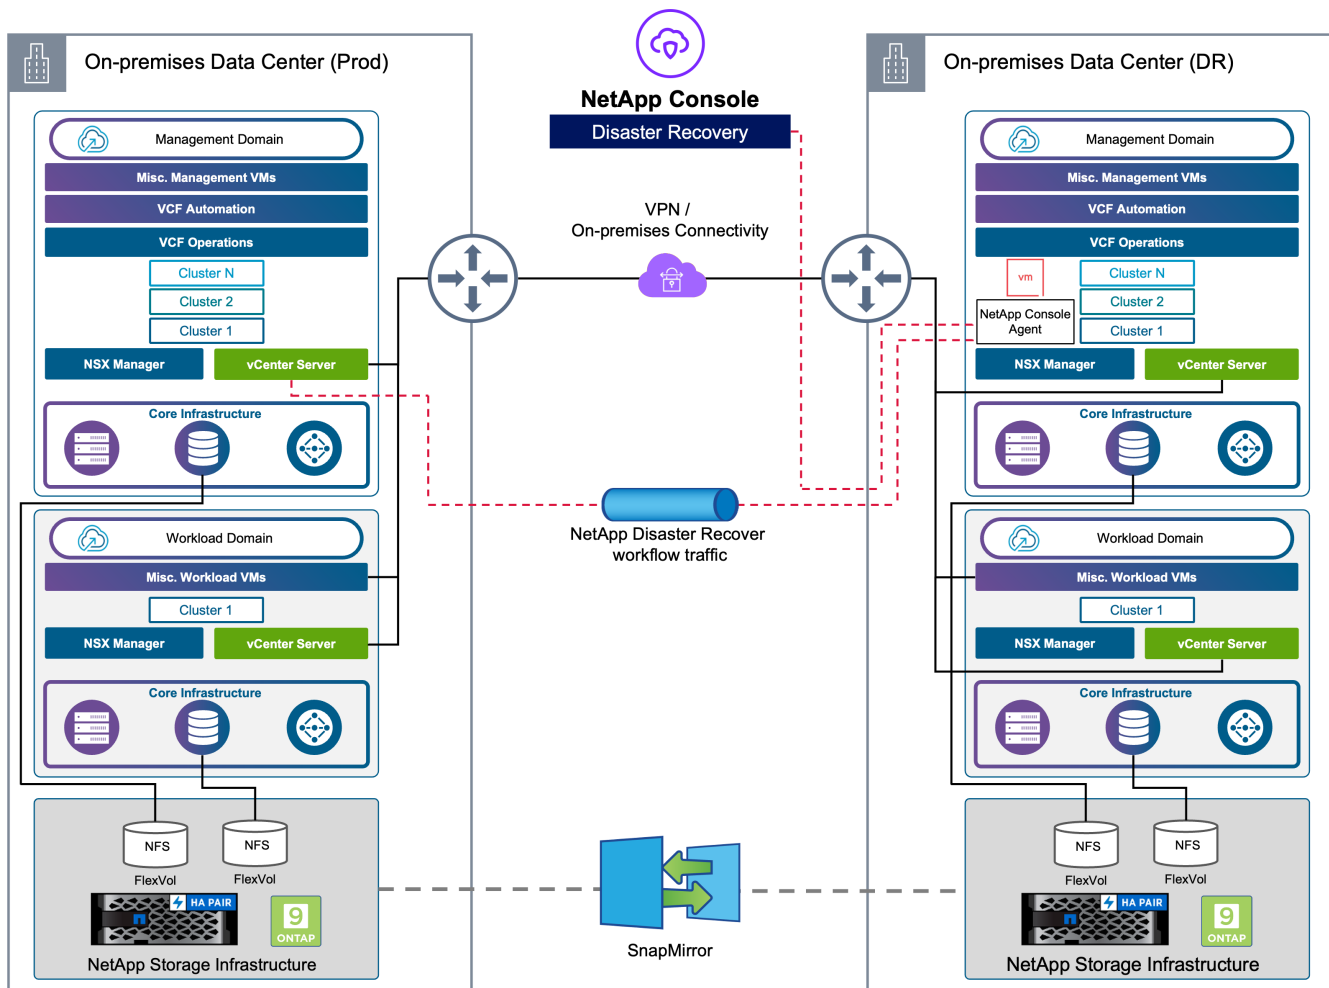 On-premises Data Center (Prod)
Management Domain
Misc. Management VMs
VCF Automation
VCF Operations
Cluster N
Cluster 2
Cluster 1
NSX Manager
vCenter Server
Core Infrastructure
Workload Domain
Misc. Workload VMs
Cluster 1
NSX Manager
vCenter Server
Core Infrastructure
NFS
NFS
FlexVol
FlexVol
HA PAIR
9
ONTAP
NetApp Storage Infrastructure
NetApp Console
Disaster Recovery
VPN /
On-premises Connectivity
NetApp Disaster Recover
workflow traffic
SnapMirror
On-premises Data Center (DR)
Management Domain
Misc. Management VMs
VCF Automation
VCF Operations
vm
NetApp Console
Agent
Cluster N
Cluster 2
Cluster 1
NSX Manager
vCenter Server
Core Infrastructure
Workload Domain
Misc. Workload VMs
Cluster 1
NSX Manager
vCenter Server
Core Infrastructure
NFS
NFS
FlexVol
FlexVol
HA PAIR
9
ONTAP
NetApp Storage Infrastructure